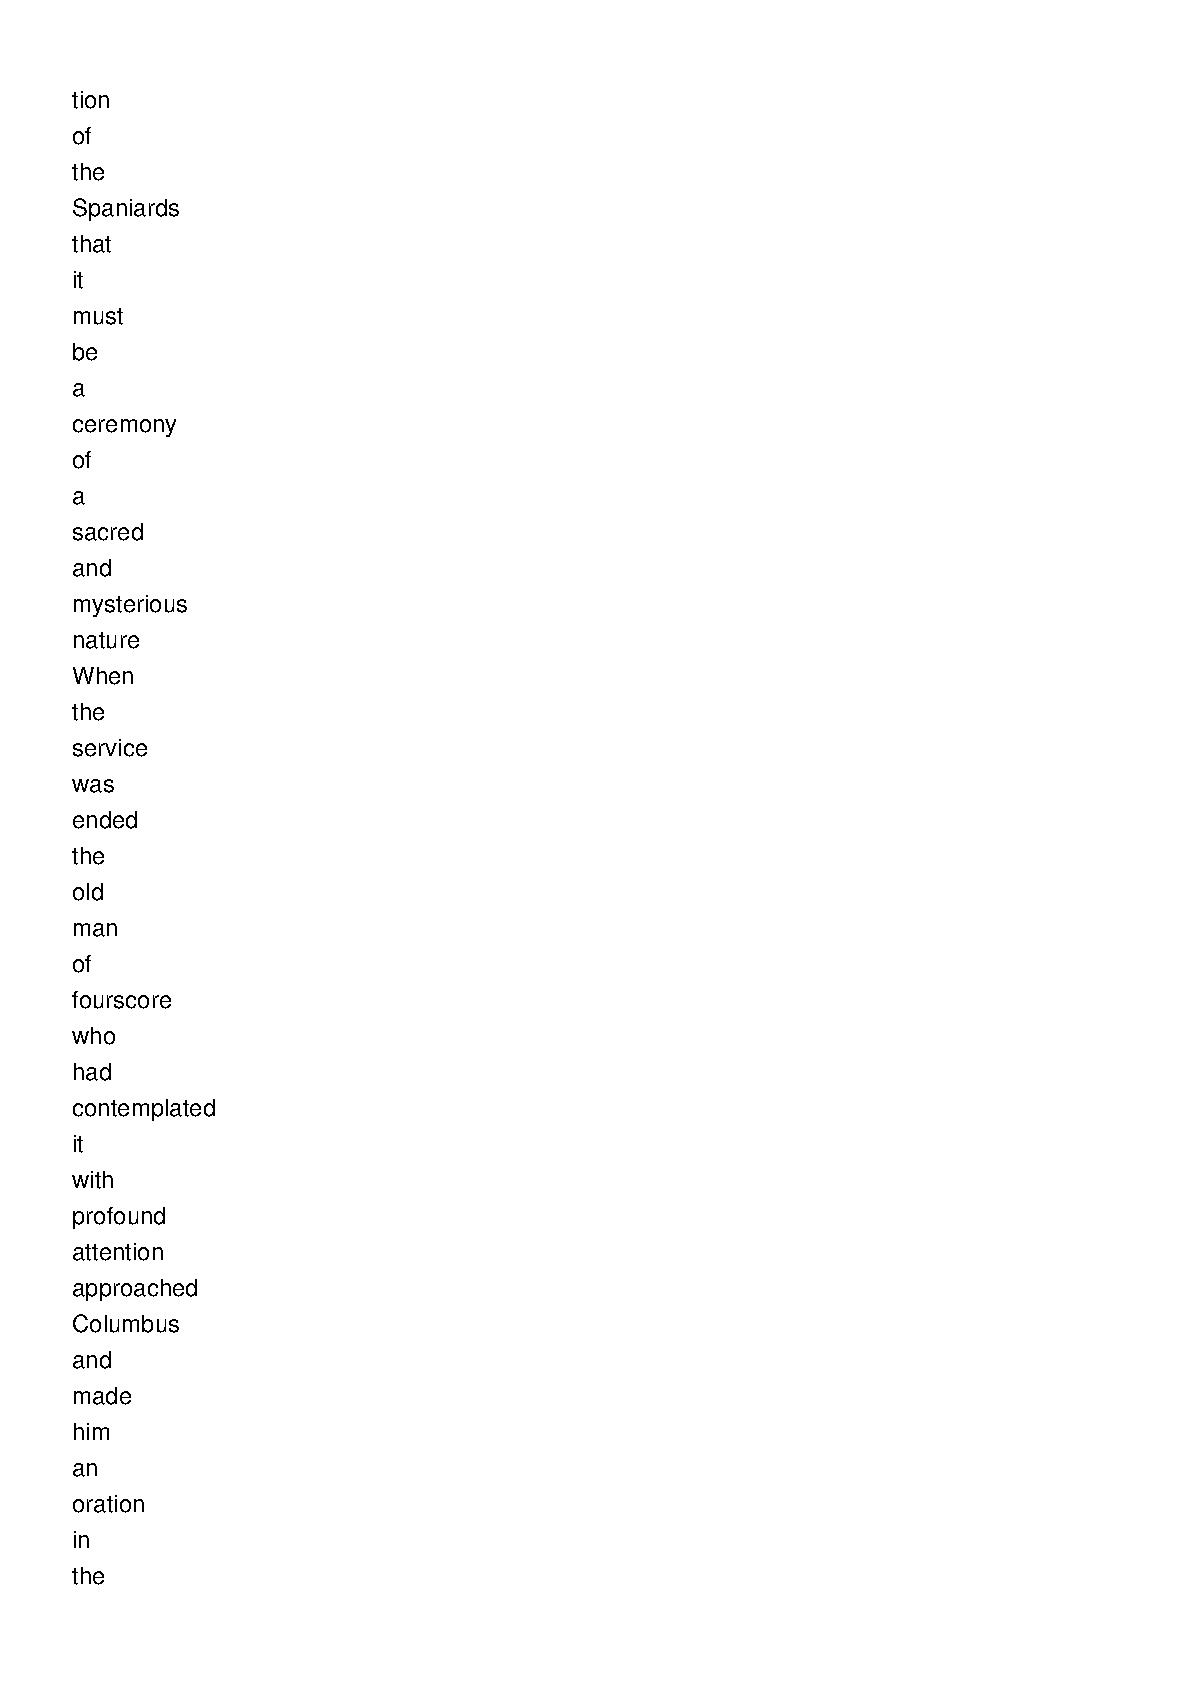 tion
of
the
Spaniards
that
it
must
be
a
ceremony
of
a
sacred
and
mysterious
nature
When
the
service
was
ended
the
old
man
of
fourscore
who
had
contemplated
it
with
profound
attention
approached
Columbus
and
made
him
an
oration
in
the